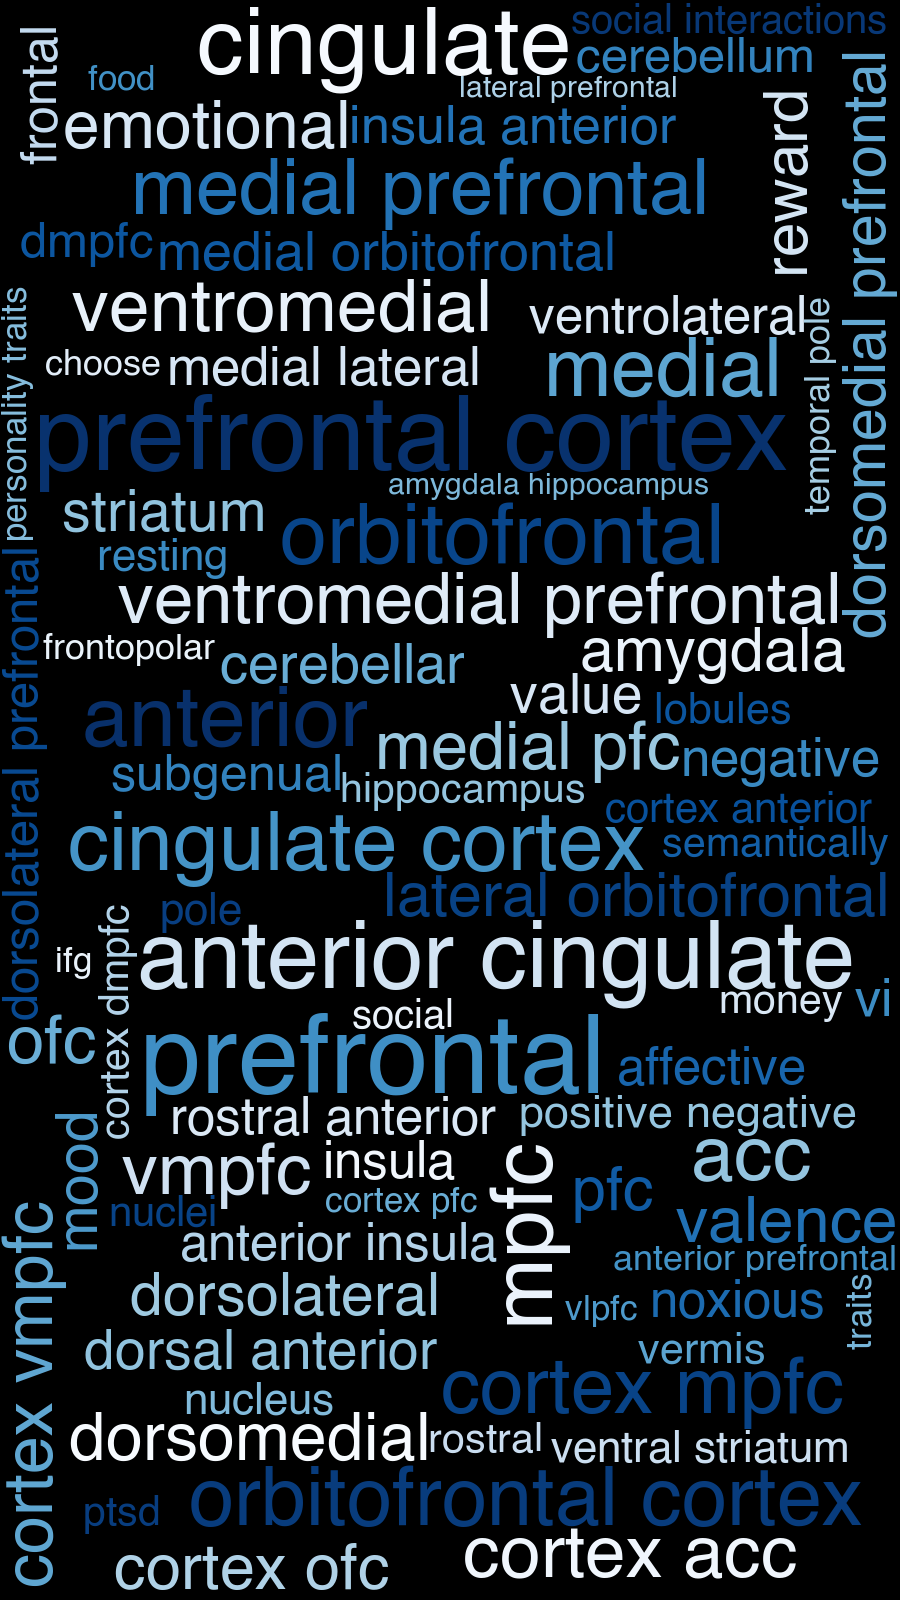 cingulate
social interactions
cerebellum
frontal
food
lateral prefrontal
emotional
insula anterior
reward
dorsomedial prefrontal
medial prefrontal
dmpfc
medial orbitofrontal
ventromedial
ventrolateral
temporal pole
personality traits
choose
medial lateral
medial
prefrontal cortex
amygdala hippocampus
striatum
orbitofrontal
resting
ventromedial prefrontal
dorsolateral prefrontal
frontopolar
cerebellar
amygdala
value
lobules
anterior
medial pfc
negative
subgenual
hippocampus
cortex anterior
cingulate cortex
semantically
lateral orbitofrontal
pole
cortex dmpfc
ifg
anterior cingulate
money
vi
social
ofc
prefrontal
affective
rostral anterior
positive negative
mood
vmpfc
insula
mpfc
acc
pfc
cortex pfc
nuclei
valence
cortex vmpfc
anterior insula
anterior prefrontal
dorsolateral
vlpfc
noxious
traits
dorsal anterior
vermis
nucleus
cortex mpfc
dorsomedial
rostral
ventral striatum
ptsd
orbitofrontal cortex
cortex ofc
cortex acc